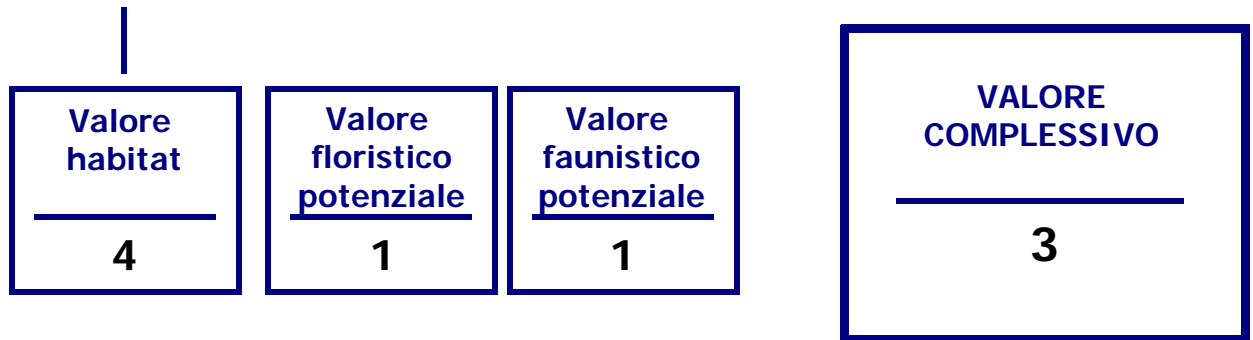 Valore
habitat
4
Valore
floristico
potenziale
1
Valore
faunistico
potenziale
1
VALORE
COMPLESSIVO
3